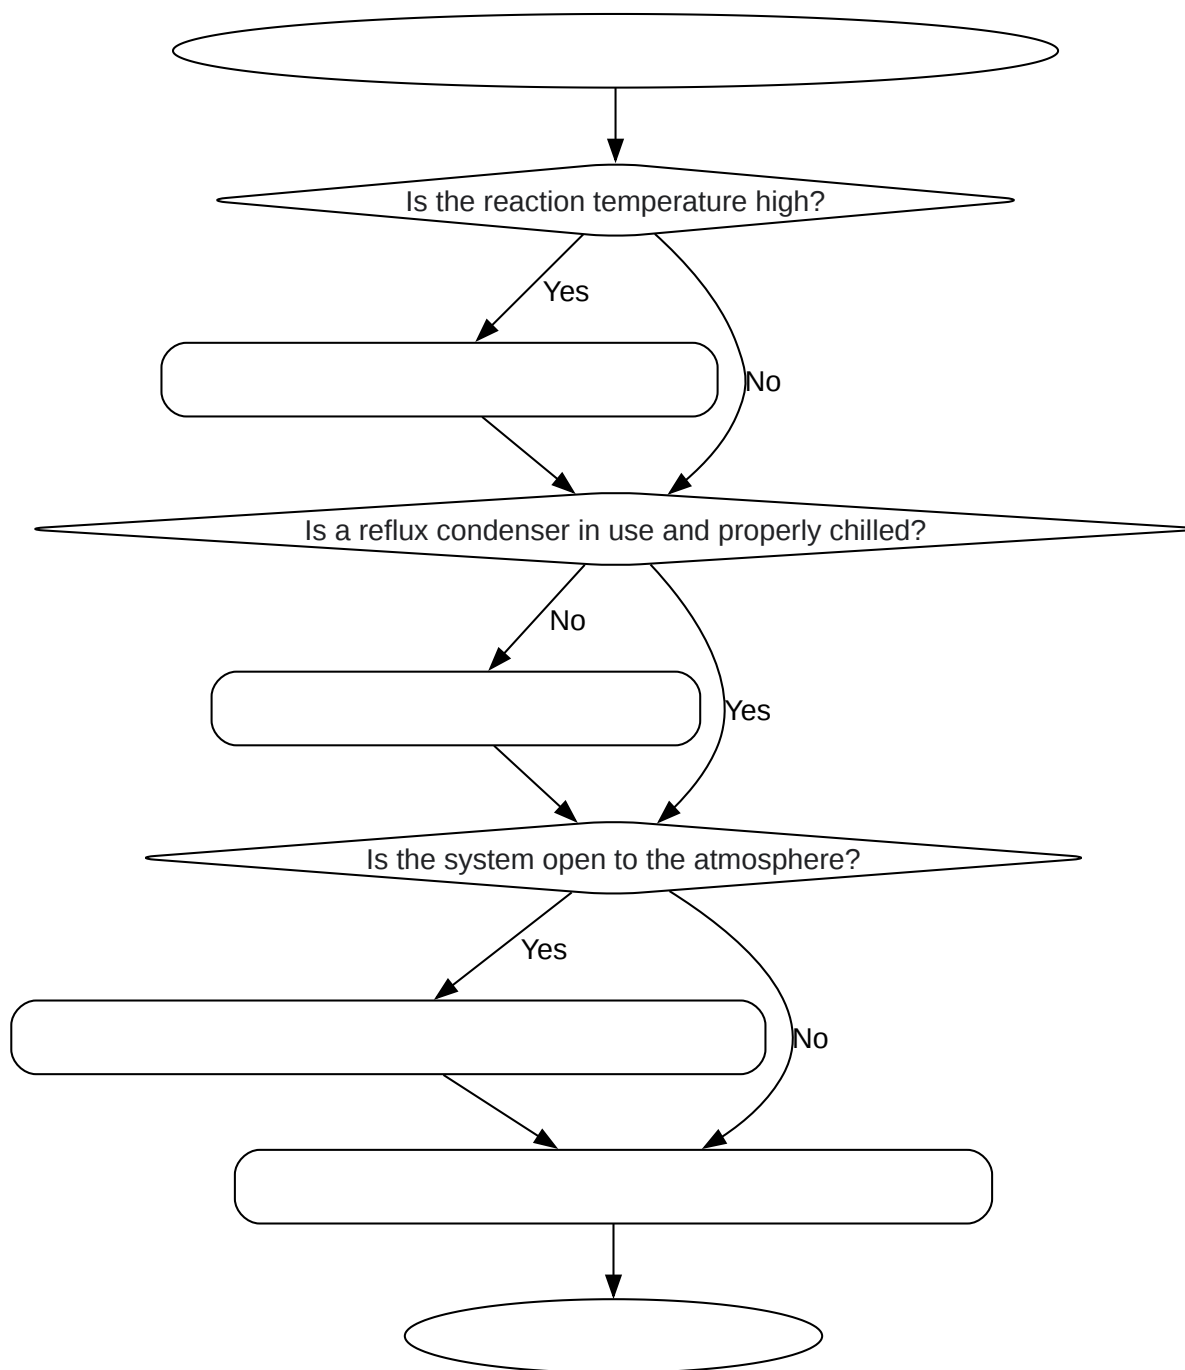 Is the reaction temperature high?
Yes
No
Is a reflux condenser in use and properly chilled?
No
Yes
Is the system open to the atmosphere?
Yes
No